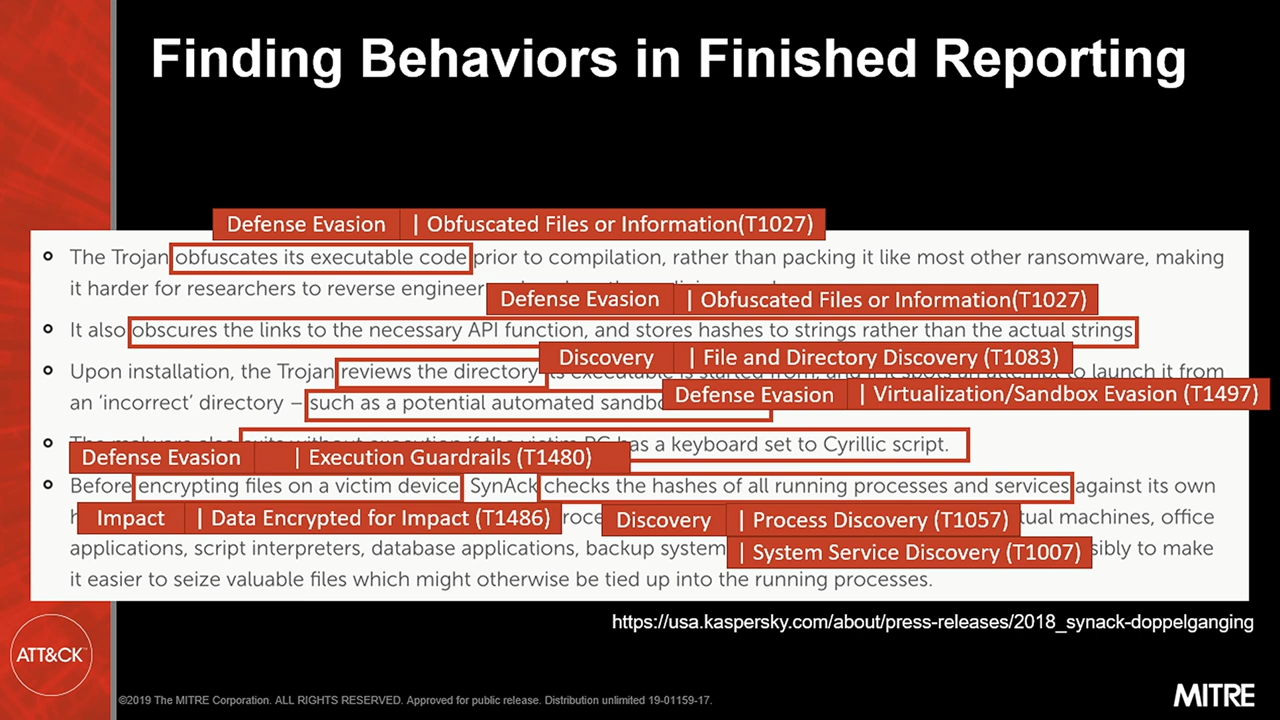 Finding Behaviors in Finished Reporting
Defense Evasion | Obfuscated Files or Information(T1027)
The Trojan obfuscates its executable code prior to compilation, rather than packing it like most other ransomware, making
it harder for researchers to reverse engineer
Defense Evasion | Obfuscated Files or Information(T1027)
It also obscures the links to the necessary API function, and stores hashes to strings rather than the actual strings.
Discovery | File and Directory Discovery (T1083)
Upon installation, the Trojan reviews the directory to launch it from
an ‘incorrect’ directory – such as a potential automated
Defense Evasion | Virtualization/Sandbox Evasion (T1497)
has a keyboard set to Cyrillic script.
Defense Evasion | Execution Guardrails (T1480)
Before encrypting files on a victim device, SynAck checks the hashes of all running processes and services against its own
Impact | Data Encrypted for Impact (T1486)
Discovery | Process Discovery (T1057)
machines, office
applications, script interpreters, database applications, backup
| System Service Discovery (T1007)
to make
it easier to seize valuable files which might otherwise be tied up into the running processes.
https://usa.kaspersky.com/about/press-releases/2018_synack-doppelganging
ATT&CK™
©2019 The MITRE Corporation. ALL RIGHTS RESERVED. Approved for public release. Distribution unlimited 19-01159-17.
MITRE